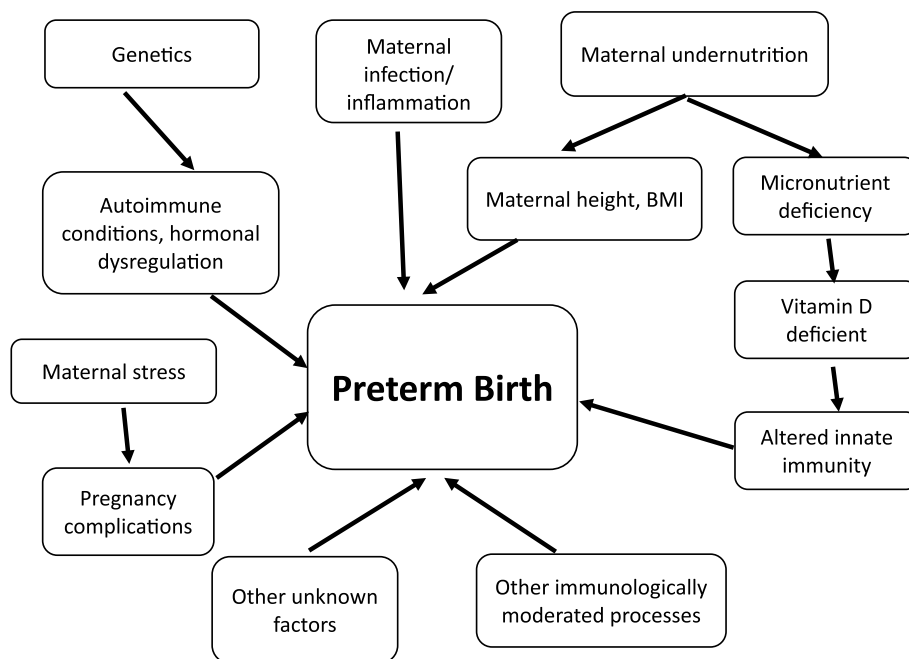 Genetics
Maternal
infection/
inflammation
Maternal undernutrition
Autoimmune
conditions, hormonal
dysregulation
Maternal height, BMI
Micronutrient
deficiency
Vitamin D
deficient
Maternal stress
Preterm Birth
Altered innate
immunity
Pregnancy
complications
Other unknown
factors
Other immunologically
moderated processes